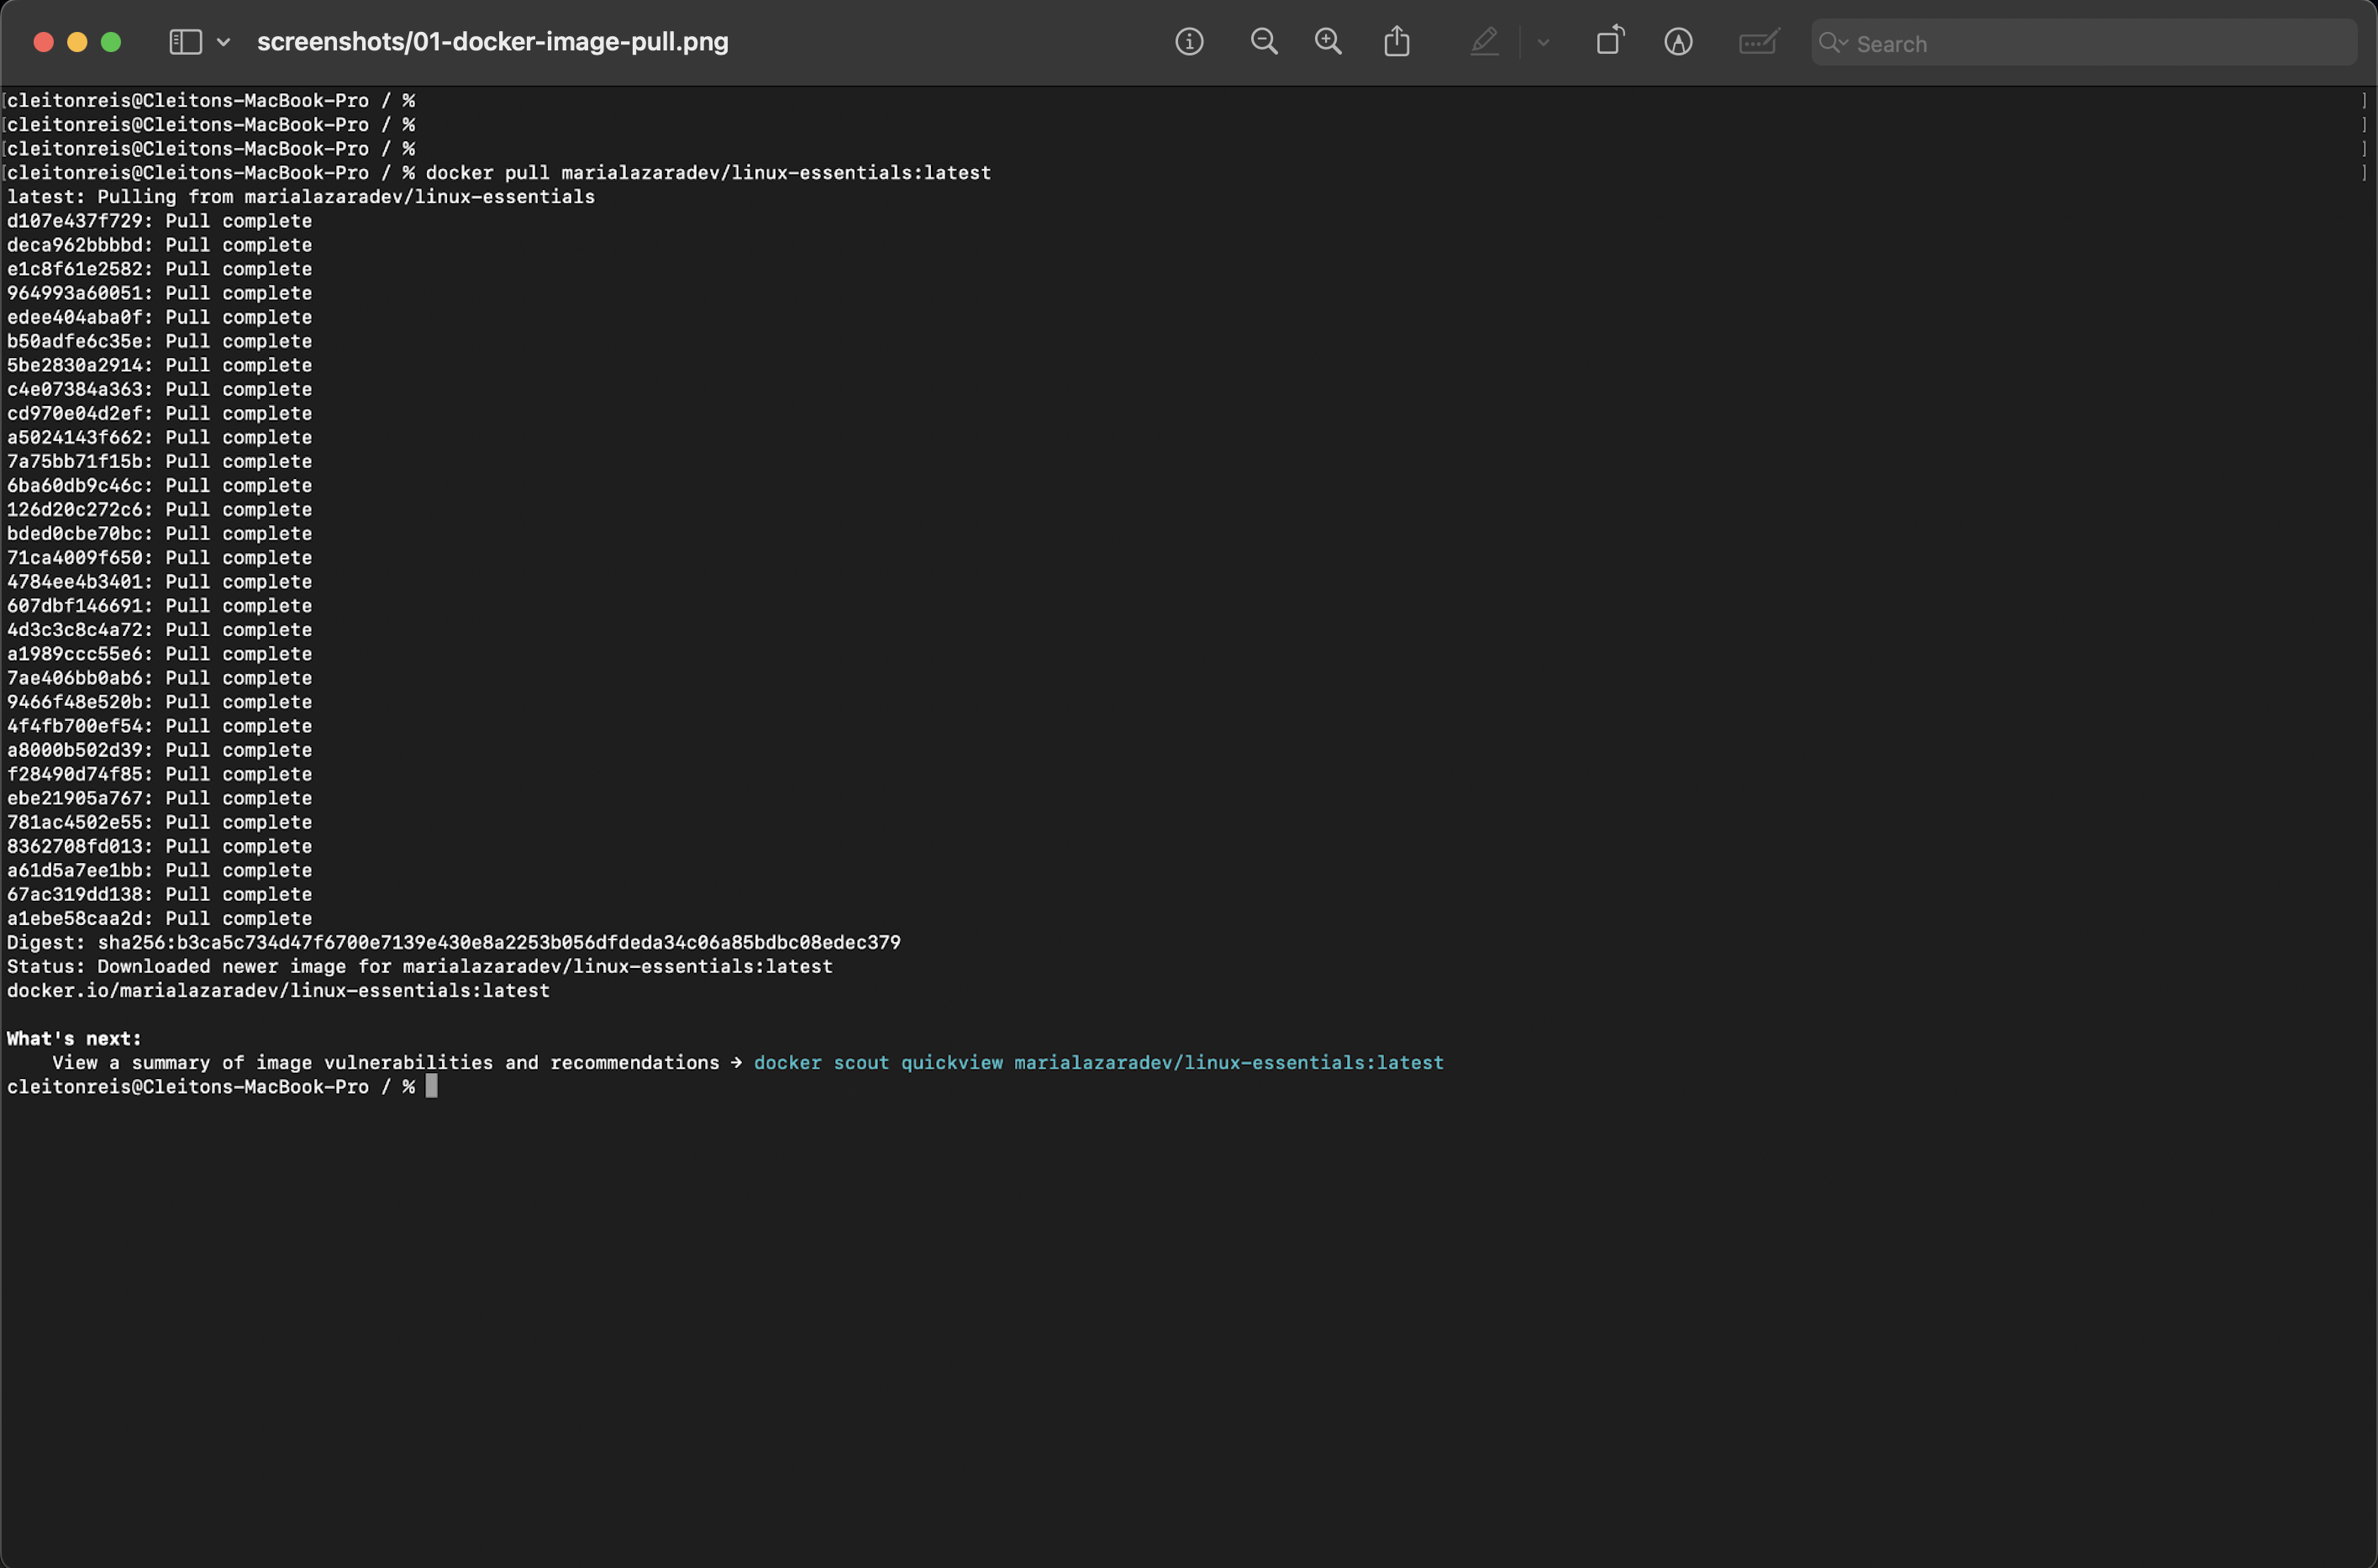 screenshots/01-docker-image-pull.png
Search
[cleitonreis@Cleitons-MacBook-Pro / % ]
[cleitonreis@Cleitons-MacBook-Pro / % ]
[cleitonreis@Cleitons-MacBook-Pro / % ]
[cleitonreis@Cleitons-MacBook-Pro / % docker pull marialazaradev/linux-essentials:latest ]
latest: Pulling from marialazaradev/linux-essentials
d107e437f729: Pull complete
deca962bbbbd: Pull complete
e1c8f61e2582: Pull complete
964993a60051: Pull complete
edee404aba0f: Pull complete
b50adfe6c35e: Pull complete
5be2830a2914: Pull complete
c4e07384a363: Pull complete
cd970e04d2ef: Pull complete
a5024143f662: Pull complete
7a75bb71f15b: Pull complete
6ba60db9c46c: Pull complete
126d20c272c6: Pull complete
bded0cbe70bc: Pull complete
71ca4009f650: Pull complete
4784ee4b3401: Pull complete
607dbf146691: Pull complete
4d3c3c8c4a72: Pull complete
a1989ccc55e6: Pull complete
7ae406bb0ab6: Pull complete
9466f48e520b: Pull complete
4f4fb700ef54: Pull complete
a8000b502d39: Pull complete
f28490d74f85: Pull complete
ebe21905a767: Pull complete
781ac4502e55: Pull complete
8362708fd013: Pull complete
a61d5a7ee1bb: Pull complete
67ac319dd138: Pull complete
a1ebe58caa2d: Pull complete
Digest: sha256:b3ca5c734d47f6700e7139e430e8a2253b056dfdeda34c06a85bdbc08edec379
Status: Downloaded newer image for marialazaradev/linux-essentials:latest
docker.io/marialazaradev/linux-essentials:latest
What's next:
View a summary of image vulnerabilities and recommendations → docker scout quickview marialazaradev/linux-essentials:latest
cleitonreis@Cleitons-MacBook-Pro / %